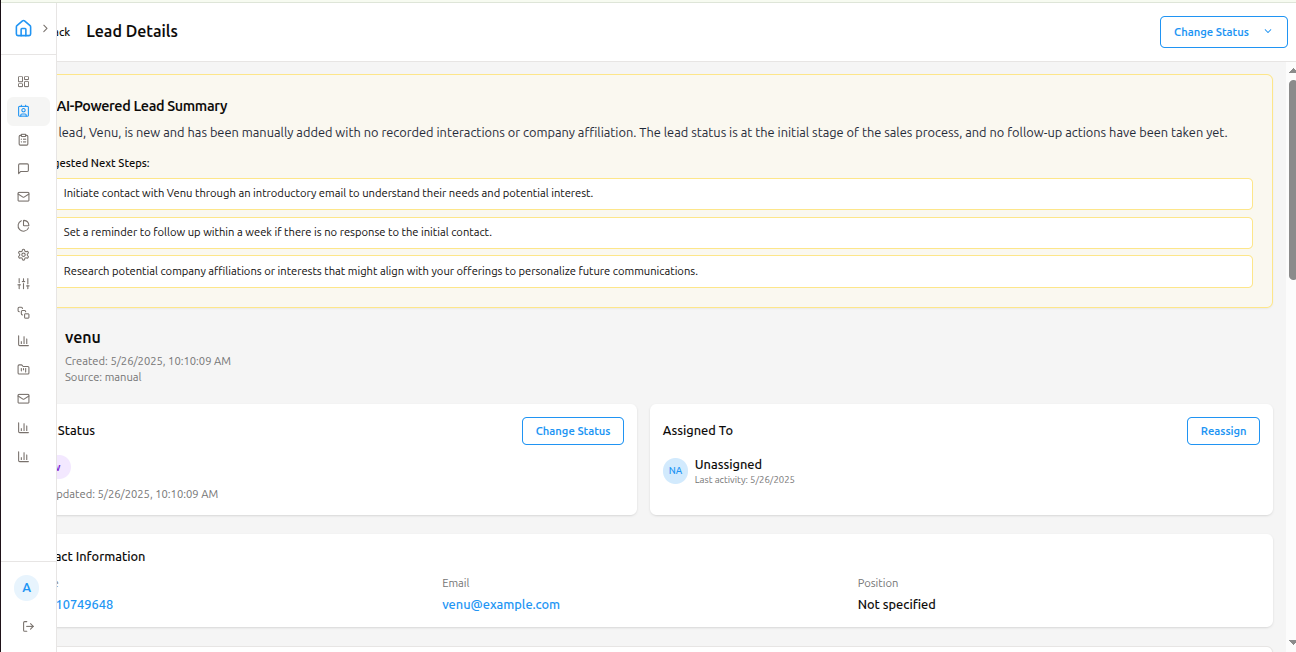 Lead Details
Change Status
AI-Powered Lead Summary
lead, Venu, is new and has been manually added with no recorded interactions or company affiliation. The lead status is at the initial stage of the sales process, and no follow-up actions have been taken yet.
gested Next Steps:
Initiate contact with Venu through an introductory email to understand their needs and potential interest.
Set a reminder to follow up within a week if there is no response to the initial contact.
Research potential company affiliations or interests that might align with your offerings to personalize future communications.
venu
Created: 5/26/2025, 10:10:09 AM
Source: manual
Status
Change Status
pdated: 5/26/2025, 10:10:09 AM
Assigned To
Reassign
NA
Unassigned
Last activity: 5/26/2025
act Information
10749648
Email
venu@example.com
Position
Not specified
A